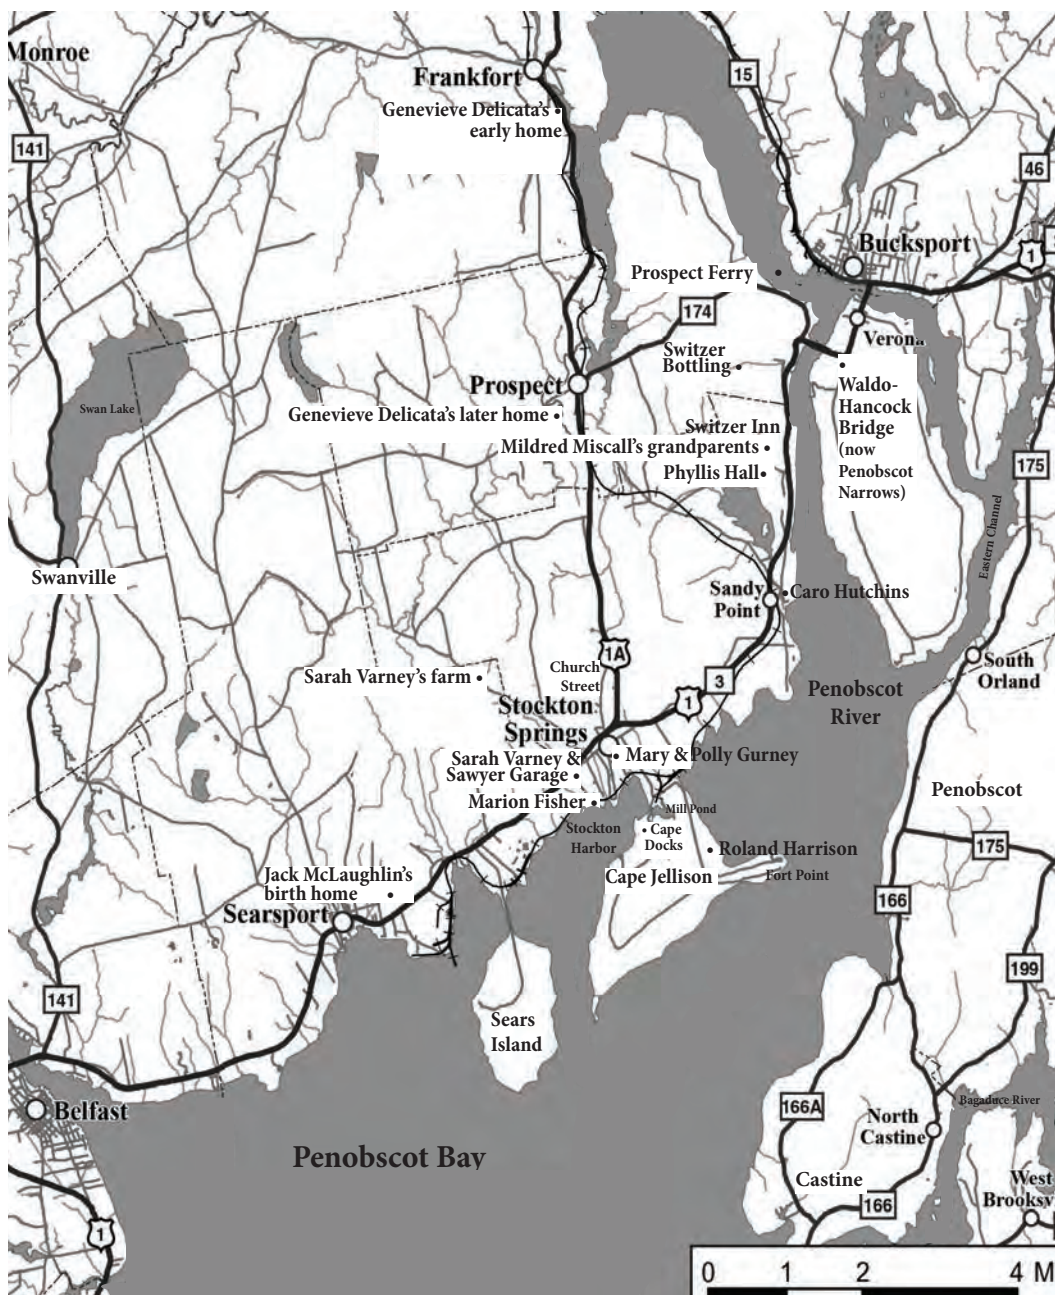 Monroe
Frankfort
15
Genevieve Delicata's
early home
141
46
Bucksport
1
Prospect Ferry
174
Verona
Switzer
Bottling
Swan Lake
Prospect
Waldo-
Hancock
Bridge
(now
Penobscot
Narrows)
Genevieve Delicata's later home
Switzer Inn
Mildred Miscall's grandparents
Phyllis Hall
175
Eastern Channel
Swanville
Sandy
Point
Caro Hutchins
1A
Church
Street
South
Orland
Sarah Varney's farm
3
1
Penobscot
River
Stockton
Springs
Sarah Varney &
Sawyer Garage
Mary & Polly Gurney
Penobscot
Marion Fisher
Mill Pond
Stockton
Harbor
Cape
Docks
Roland Harrison
175
Jack McLaughlin's
birth home
Cape Jellison
Fort Point
166
Searsport
199
141
Sears
Island
Belfast
166A
North
Castine
Bagaduce River
Penobscot Bay
Castine
West
166
1
0 1 2 4